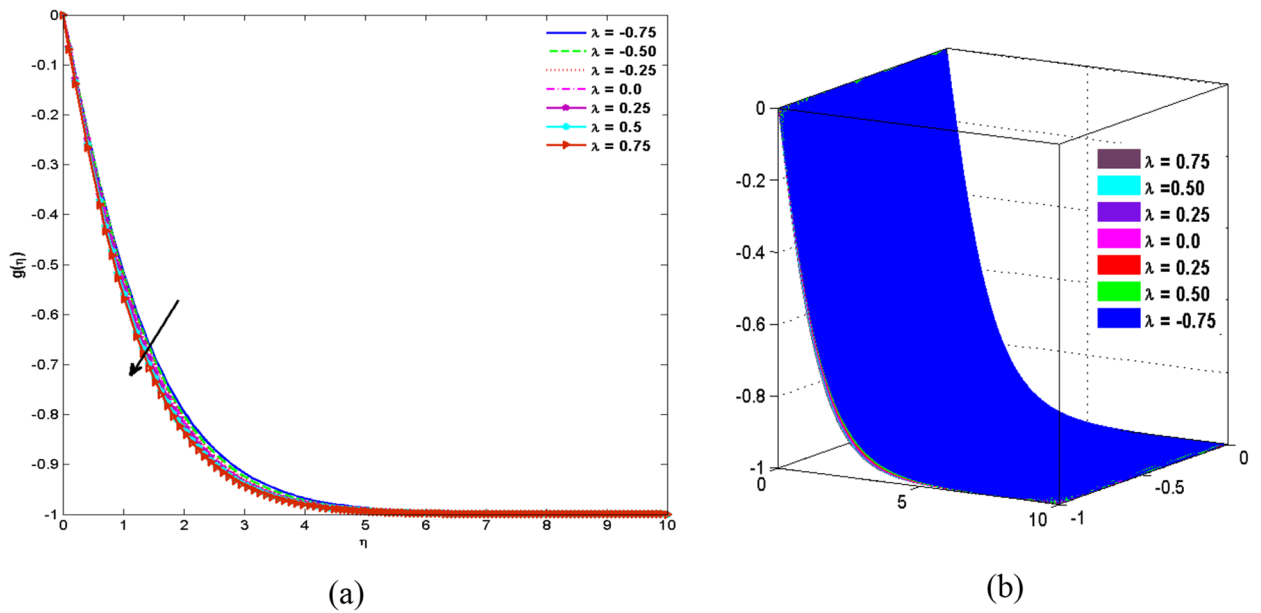 0
-0.1
-0.2
-0.3
-0.4
-0.5
-0.6
-0.7
-0.8
-0.9
-1
g(η)
0 1 2 3 4 5 6 7 8 9 10
η
λ = -0.75
λ = -0.50
λ = -0.25
λ = 0.0
λ = 0.25
λ = 0.5
λ = 0.75
(a)
0
-0.2
-0.4
-0.6
-0.8
-1
0
5
10
-1
-0.5
0
λ = 0.75
λ =0.50
λ = 0.25
λ = 0.0
λ = 0.25
λ = 0.50
λ = -0.75
(b)